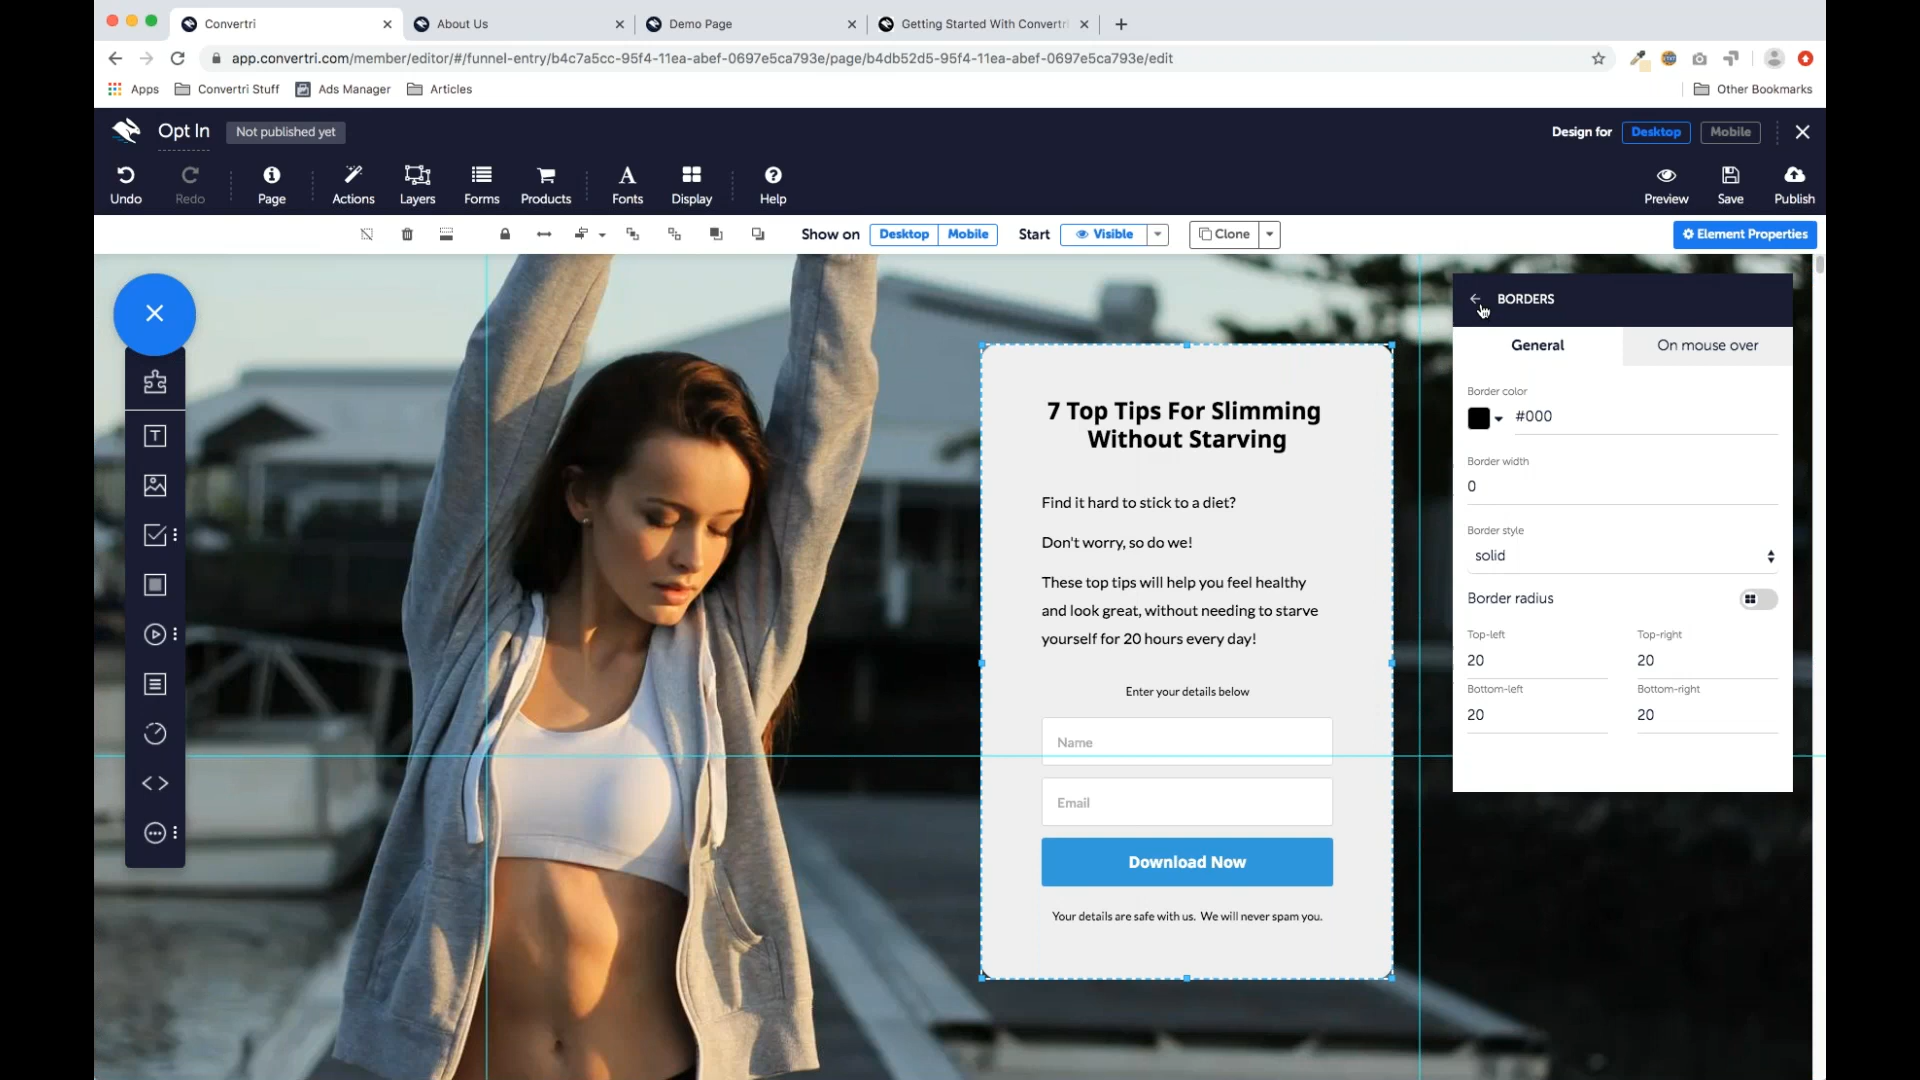 Convertri
About Us
Demo Page
Getting Started With Convertri
app.convertri.com/member/editor/#/funnel-entry/b4c7a5cc-95f4-11ea-abef-0697e5ca793e/page/b4db52d5-95f4-11ea-abef-0697e5ca793e/edit
Apps
Convertri Stuff
Ads Manager
Articles
Other Bookmarks
Opt In
Not published yet
Design for
Desktop
Mobile
Undo
Redo
Page
Actions
Layers
Forms
Products
Fonts
Display
Help
Preview
Save
Publish
Show on
Desktop
Mobile
Start
Visible
Clone
Element Properties
BORDERS
General
On mouse over
Border color
#000
Border width
0
Border style
solid
Border radius
Top-left
Top-right
20
20
Bottom-left
Bottom-right
20
20
7 Top Tips For Slimming
Without Starving
Find it hard to stick to a diet?
Don't worry, so do we!
These top tips will help you feel healthy
and look great, without needing to starve
yourself for 20 hours every day!
Enter your details below
Name
Email
Download Now
Your details are safe with us. We will never spam you.